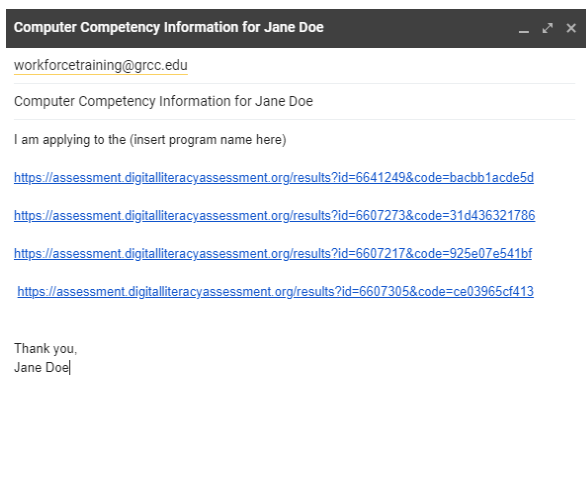 Computer Competency Information for Jane Doe
workforcetraining@grcc.edu
Computer Competency Information for Jane Doe
I am applying to the (insert program name here)
https://assessment.digitalliteracyassessment.org/results?id=6641249&code=bacbb1acde5d
https://assessment.digitalliteracyassessment.org/results?id=6607273&code=31d436321786
https://assessment.digitalliteracyassessment.org/results?id=6607217&code=925e07e541bf
https://assessment.digitalliteracyassessment.org/results?id=6607305&code=ce03965cf413
Thank you,
Jane Doe